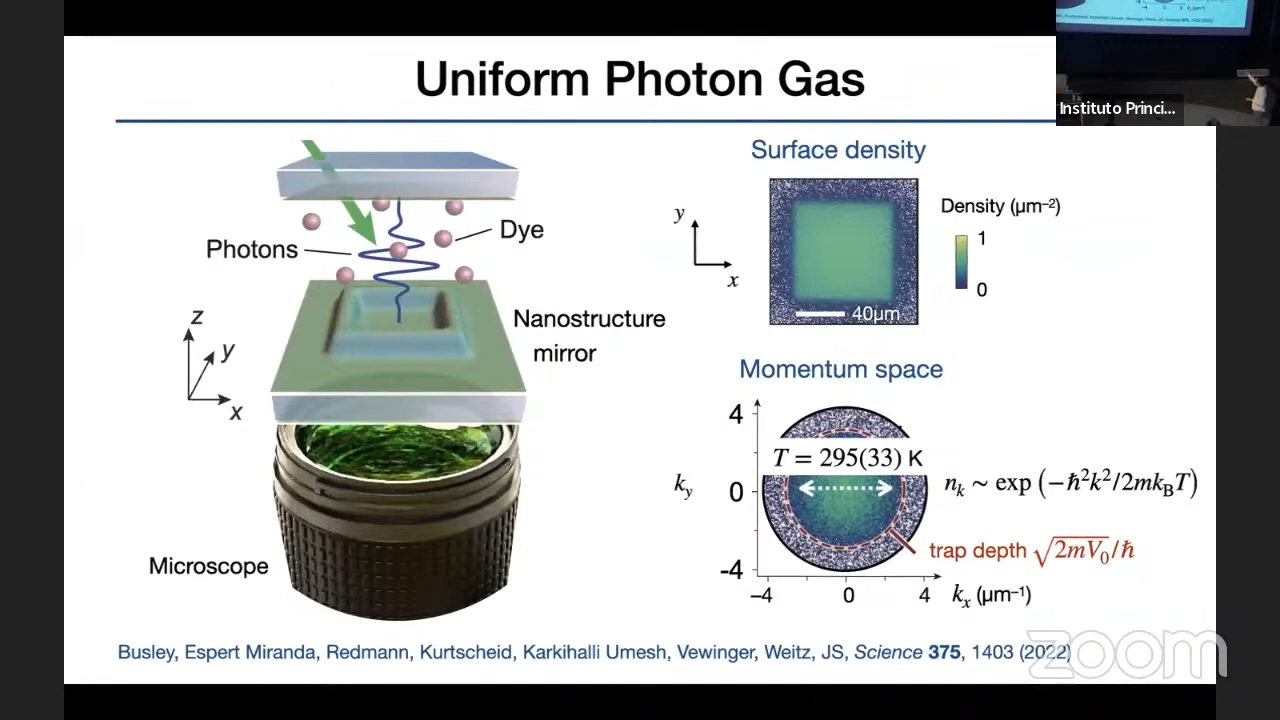 Uniform Photon Gas
Instituto Princi...
Photons
Dye
Nanostructure
mirror
z
y
x
Microscope
Surface density
y
x
40μm
Density (μm⁻²)
1
0
Momentum space
4
0
-4
k_y
T = 295(33) K
n_k ~ exp (−ħ²k²/2mk_BT)
trap depth √2mV₀/ħ
−4
0
4
k_x (μm⁻¹)
Busley, Espert Miranda, Redmann, Kurtscheid, Karkihalli Umesh, Vewinger, Weitz, JS, Science 375, 1403 (2022)
zoom